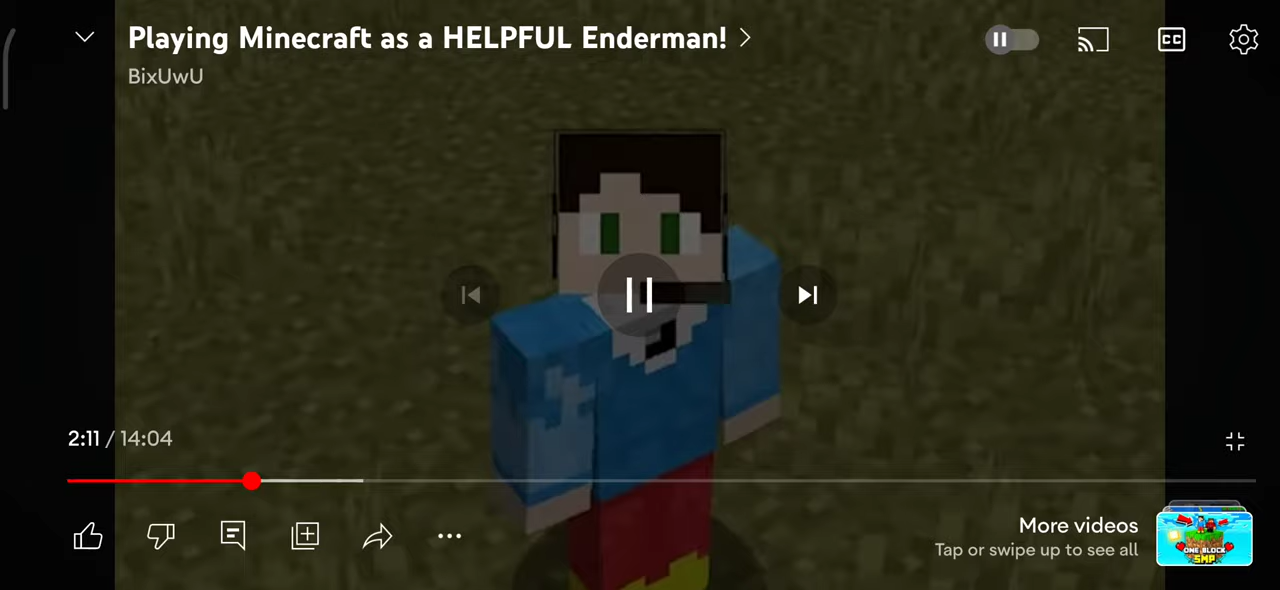 Playing Minecraft as a HELPFUL Enderman!
BixUwU
CC
2:11 / 14:04
More videos
Tap or swipe up to see all
ONE BLOCK
SMP